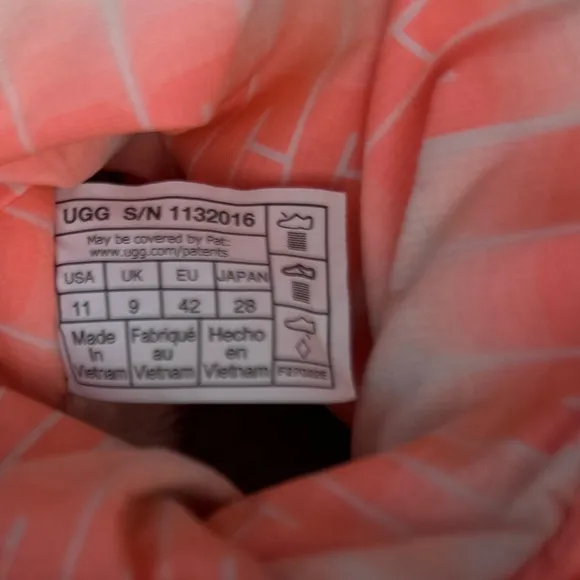 UGG S/N 1132016
May be covered by Pat:
www.ugg.com/patents
USA UK EU JAPAN
11 9 42 28
Made In Vietnam
Fabriqué au Vietnam
Hecho en Vietnam